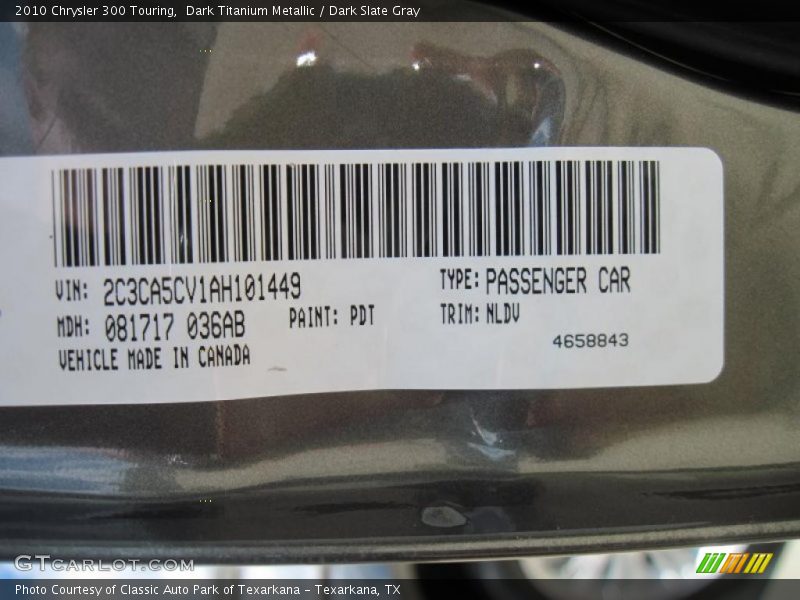 2010 Chrysler 300 Touring,  Dark Titanium Metallic / Dark Slate Gray
VIN: 2C3CA5CV1AH101449 TYPE: PASSENGER CAR
MDH: 081717 036AB PAINT: PDT TRIM: NLDV
VEHICLE MADE IN CANADA 4658843
GTCarLot.com
Photo Courtesy of Classic Auto Park of Texarkana - Texarkana, TX